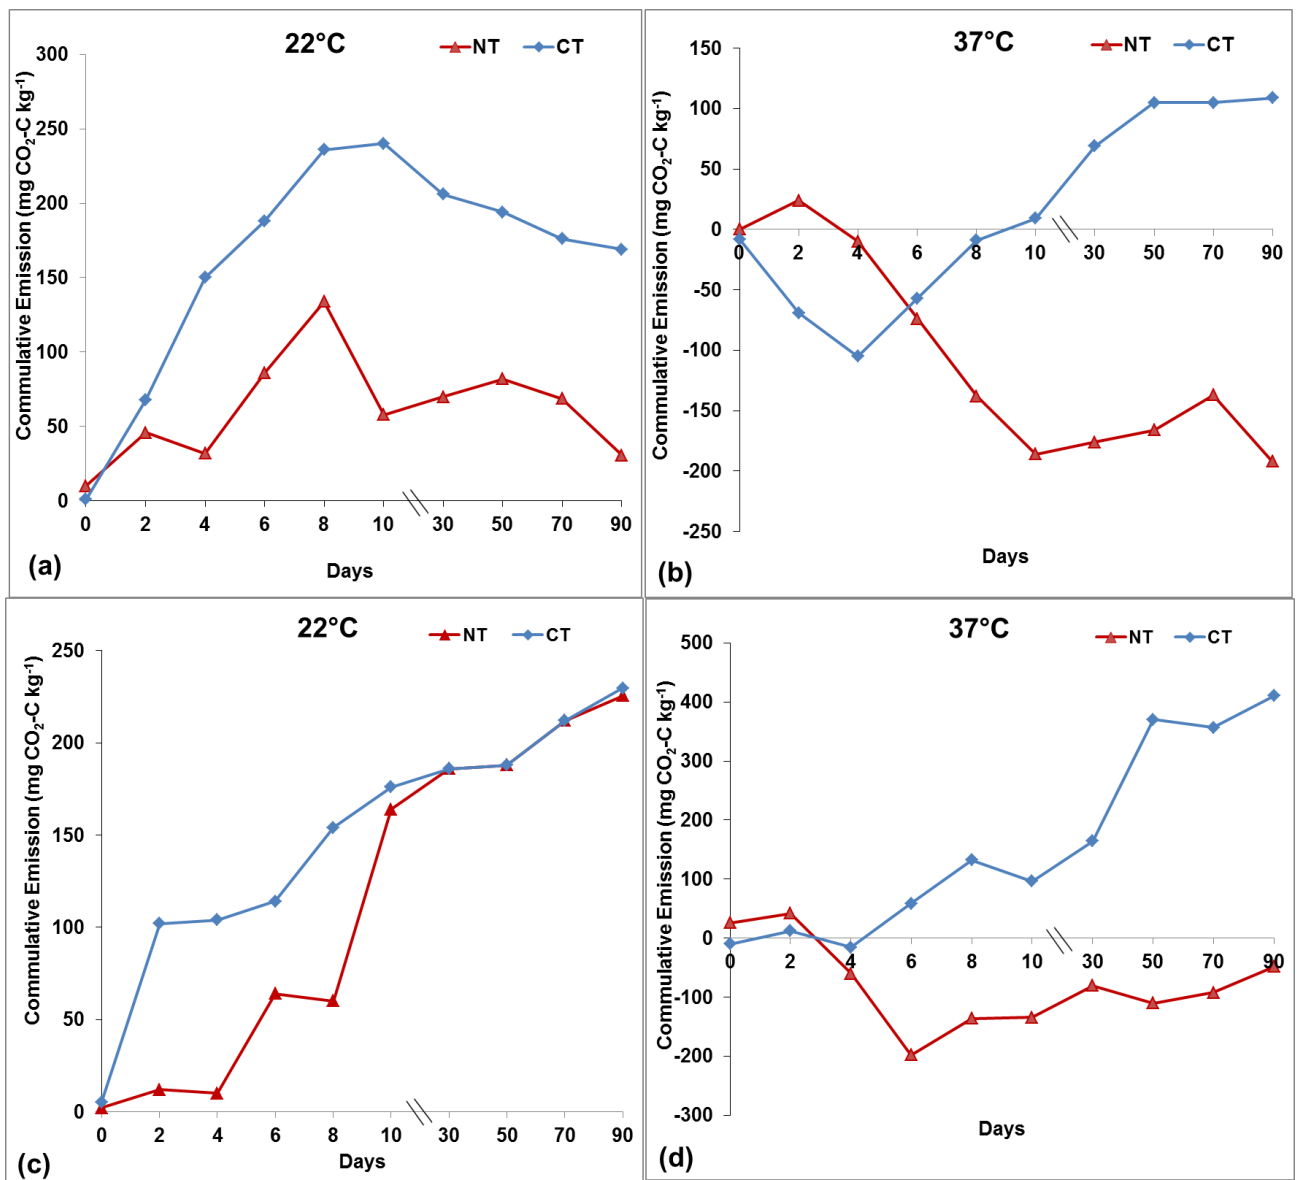 22°C
NT CT
Commulative Emission (mg CO₂-C kg⁻¹)
300
250
200
150
100
50
0
0 2 4 6 8 10 30 50 70 90
Days
(a)
37°C
NT CT
Commulative Emission (mg CO₂-C kg⁻¹)
150
100
50
0
-50
-100
-150
-200
-250
0 2 4 6 8 10 30 50 70 90
Days
(b)
22°C
NT CT
Commulative Emission (mg CO₂-C kg⁻¹)
250
200
150
100
50
0
0 2 4 6 8 10 30 50 70 90
Days
(c)
37°C
NT CT
Commulative Emission (mg CO₂-C kg⁻¹)
500
400
300
200
100
0
-100
-200
-300
0 2 4 6 8 10 30 50 70 90
Days
(d)